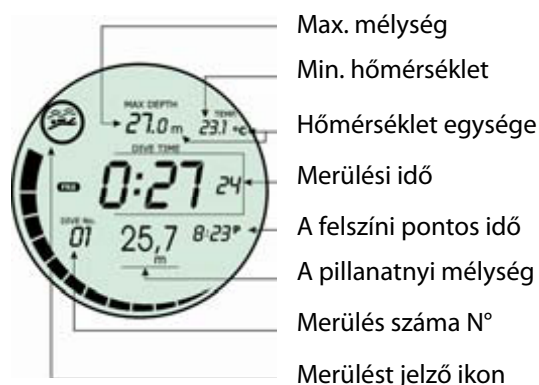 Max. mélység
Min. hőmérséklet
Hőmérséklet egysége
Merülési idő
A felszíni pontos idő
A pillanatnyi mélység
Merülés száma N°
Merülést jelző ikon
MAX DEPTH
TEMP
27.0 m 23.1 °C
DIVE TIME
0:27 24
DIVE No.
01 25,7 m 8:23 P